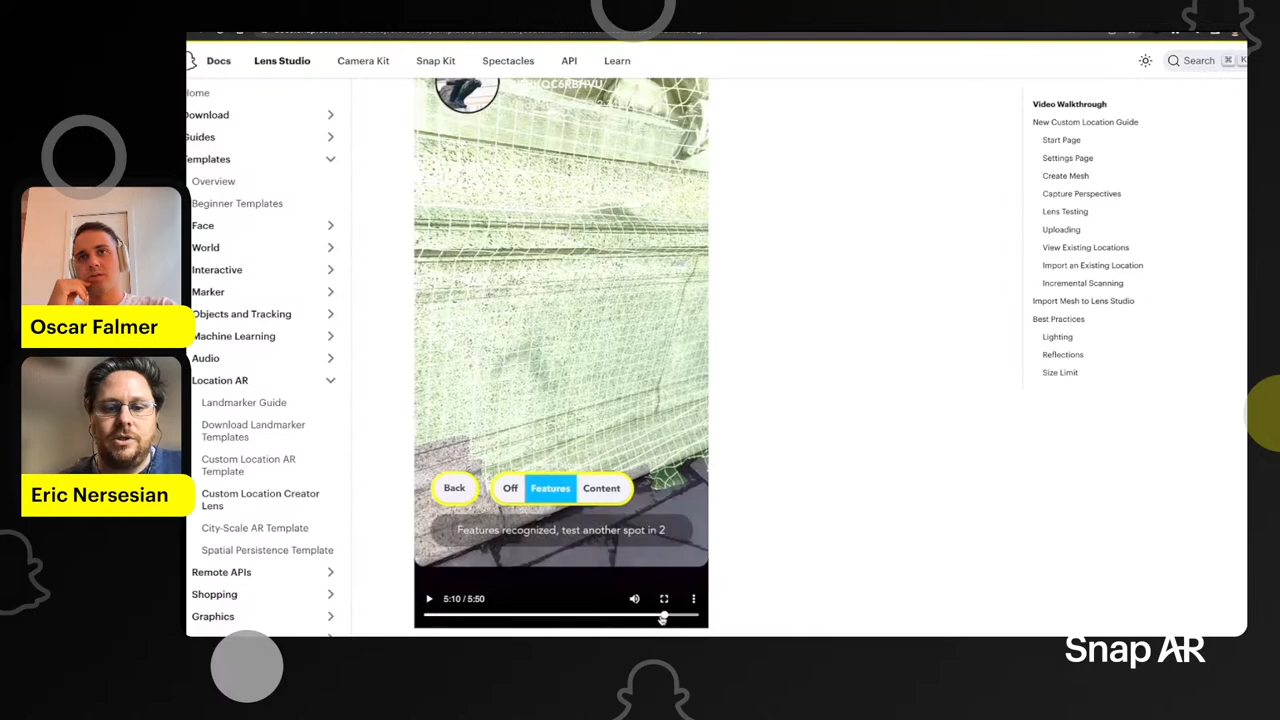 Docs
Lens Studio
Camera Kit
Snap Kit
Spectacles
API
Learn
Search
Home
Download
Guides
Templates
Overview
Beginner Templates
Face
World
Interactive
Marker
Objects and Tracking
Machine Learning
Audio
Location AR
Landmarker Guide
Download Landmarker
Templates
Custom Location AR
Template
Custom Location Creator
Lens
City-Scale AR Template
Spatial Persistence Template
Remote APIs
Shopping
Graphics
Back
Off
Features
Content
Features recognized, test another spot in 2
5:10 / 5:50
Video Walkthrough
New Custom Location Guide
Start Page
Settings Page
Create Mesh
Capture Perspectives
Lens Testing
Uploading
View Existing Locations
Import an Existing Location
Incremental Scanning
Import Mesh to Lens Studio
Best Practices
Lighting
Reflections
Size Limit
Oscar Falmer
Eric Nersesian
Snap AR